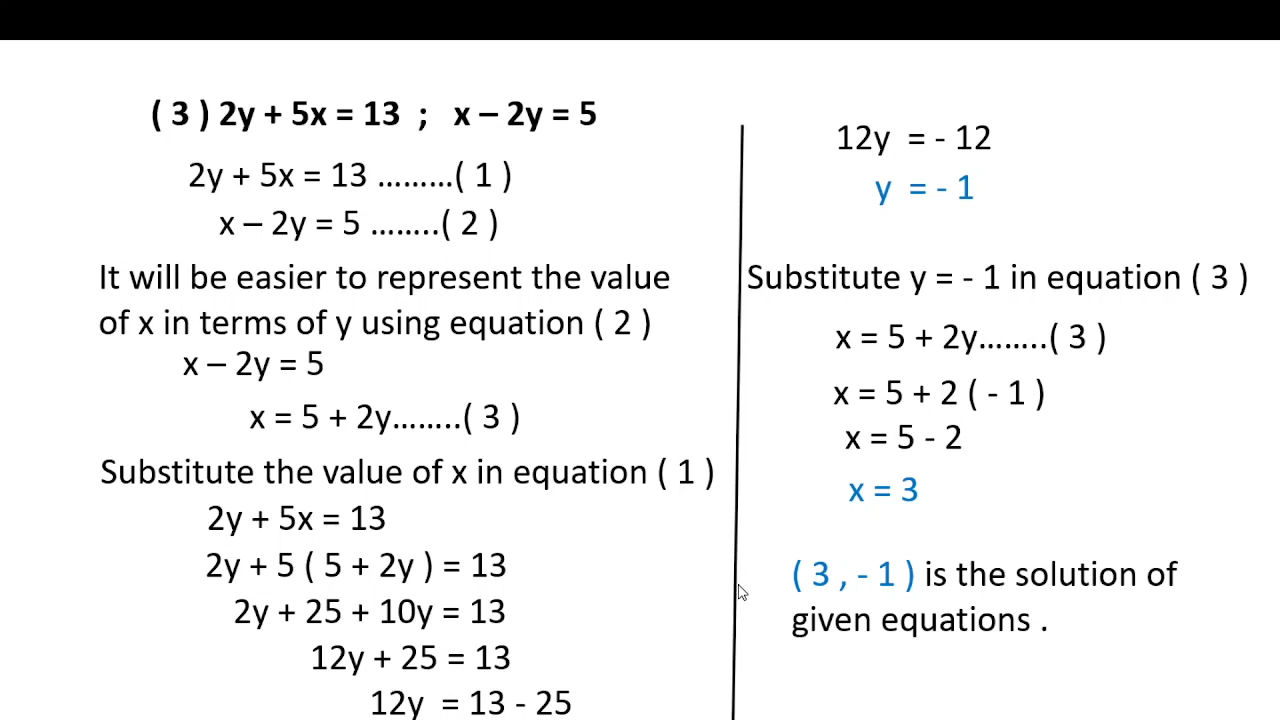 ( 3 ) 2y + 5x = 13 ; x – 2y = 5
2y + 5x = 13 ………( 1 )
x – 2y = 5 ……..( 2 )
It will be easier to represent the value
of x in terms of y using equation ( 2 )
x – 2y = 5
x = 5 + 2y……..( 3 )
Substitute the value of x in equation ( 1 )
2y + 5x = 13
2y + 5 ( 5 + 2y ) = 13
2y + 25 + 10y = 13
12y + 25 = 13
12y = 13 - 25
12y = - 12
y = - 1
Substitute y = - 1 in equation ( 3 )
x = 5 + 2y……..( 3 )
x = 5 + 2 ( - 1 )
x = 5 - 2
x = 3
( 3 , - 1 ) is the solution of
given equations .